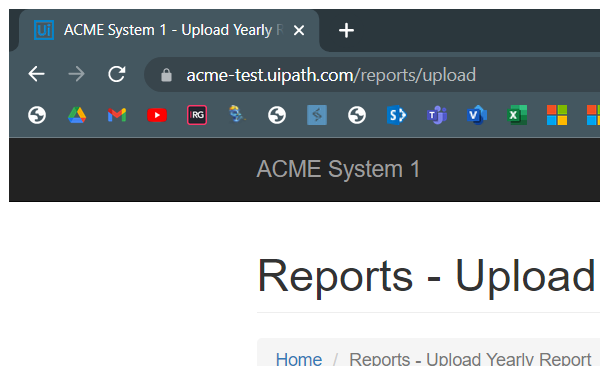 Ui ACME System 1 - Upload Yearly R
acme-test.uipath.com/reports/upload
RG
ACME System 1
Reports - Upload
Home / Reports - Upload Yearly Report